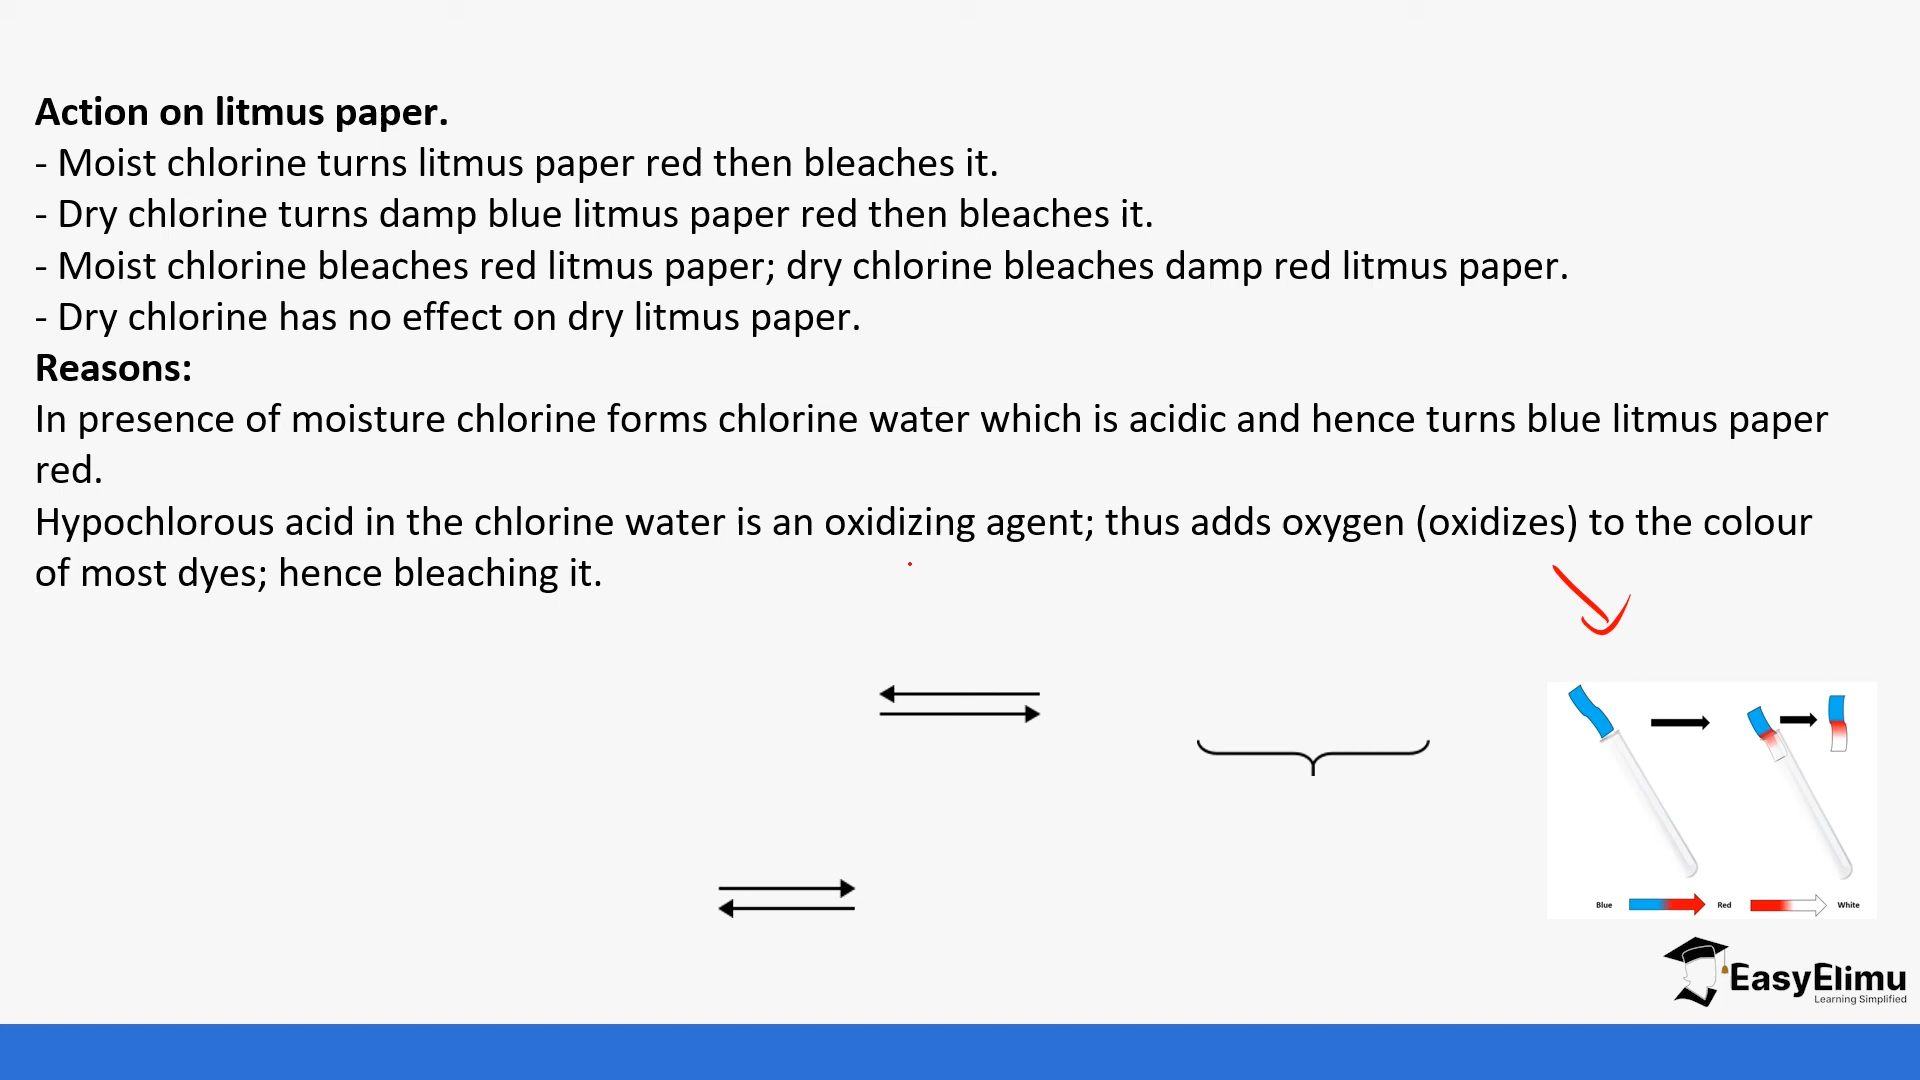 Action on litmus paper.
- Moist chlorine turns litmus paper red then bleaches it.
- Dry chlorine turns damp blue litmus paper red then bleaches it.
- Moist chlorine bleaches red litmus paper; dry chlorine bleaches damp red litmus paper.
- Dry chlorine has no effect on dry litmus paper.
Reasons:
In presence of moisture chlorine forms chlorine water which is acidic and hence turns blue litmus paper
red.
Hypochlorous acid in the chlorine water is an oxidizing agent; thus adds oxygen (oxidizes) to the colour
of most dyes; hence bleaching it.
Blue Red White
EasyElimu
Learning Simplified